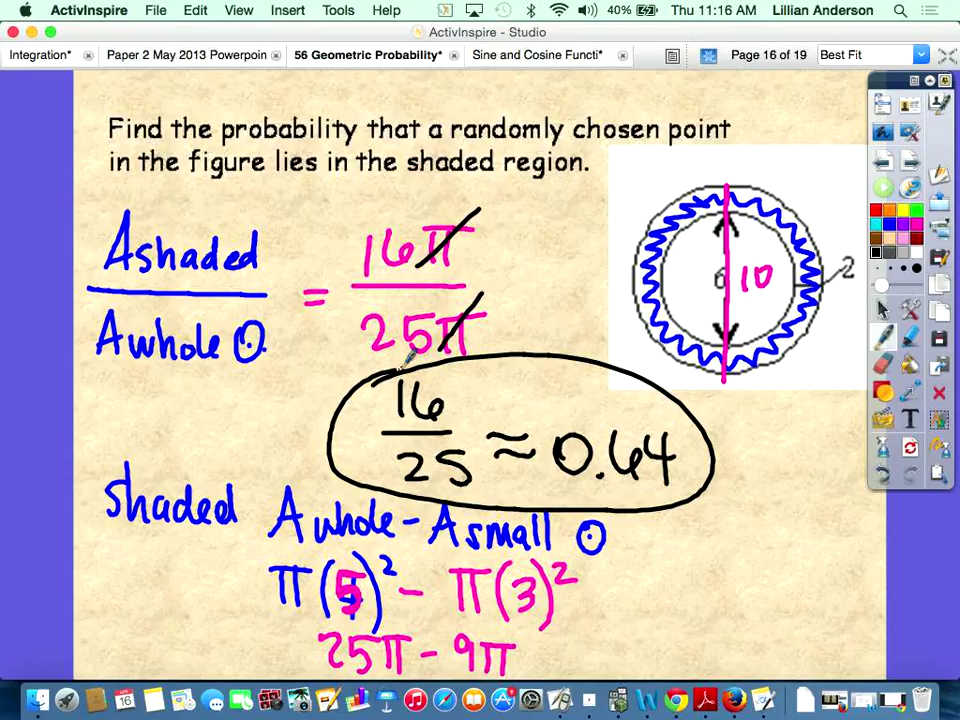 ActivInspire File Edit View Insert Tools Help 40% Thu 11:16 AM Lillian Anderson
ActivInspire - Studio
Integration* Paper 2 May 2013 Powerpoin 56 Geometric Probability* Sine and Cosine Functi* Page 16 of 19 Best Fit
Find the probability that a randomly chosen point
in the figure lies in the shaded region.
Ashaded
Awhole ⊙
=
16π
25π
16
25
≈ 0.64
6
10
2
shaded Awhole - Asmall ⊙
π(5)² - π(3)²
25π - 9π